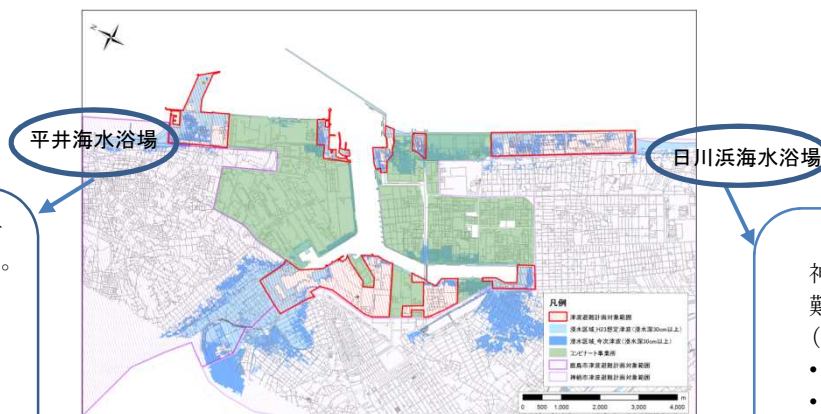 N
平井海水浴場
日川浜海水浴場
。
神
難
（
•
•
凡例
津波避難計画対象範囲
浸水区域_H23想定津波（浸水深30cm以上）
浸水区域_今次津波（浸水深30cm以上）
コンビナート事業所
鹿島市津波避難計画対象範囲
神栖市津波避難計画対象範囲
m
0 500 1,000 2,000 3,000 4,000